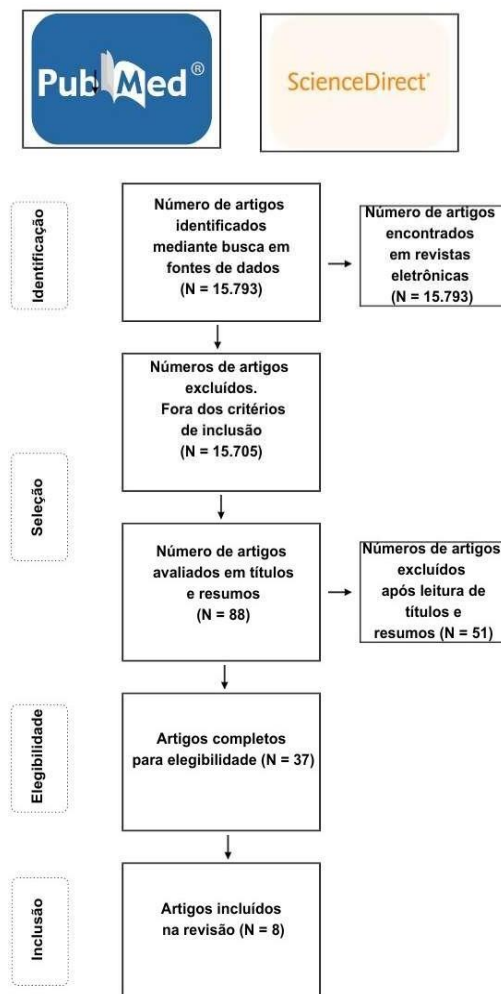 PubMed®
ScienceDirect®
Identificação
Número de artigos
identificados
mediante busca em
fontes de dados
(N = 15.793)
Número de artigos
encontrados
em revistas
eletrônicas
(N = 15.793)
Seleção
Números de artigos
excluídos.
Fora dos critérios
de inclusão
(N = 15.705)
Número de artigos
avaliados em títulos
e resumos
(N = 88)
Números de artigos
excluídos
após leitura de
títulos e
resumos (N = 51)
Elegibilidade
Artigos completos
para elegibilidade (N = 37)
Inclusão
Artigos incluídos
na revisão (N = 8)